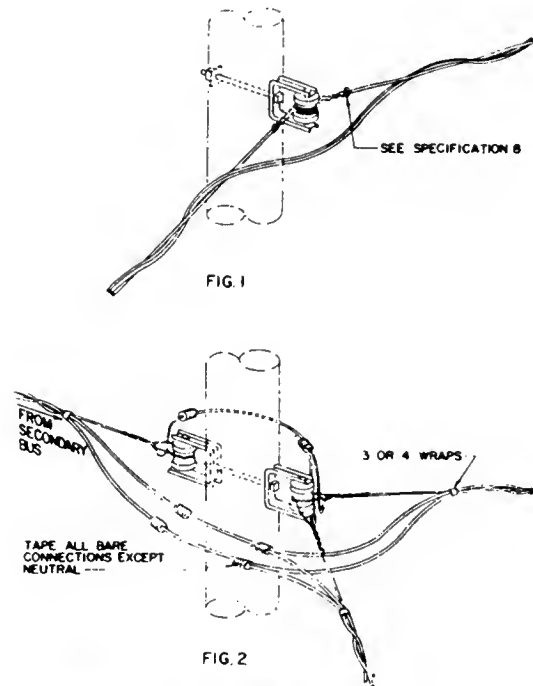 SEE SPECIFICATION 8
FIG. 1
FROM
SECONDARY
BUS
3 OR 4 WRAPS
TAPE ALL BARE
CONNECTIONS EXCEPT
NEUTRAL
FIG. 2